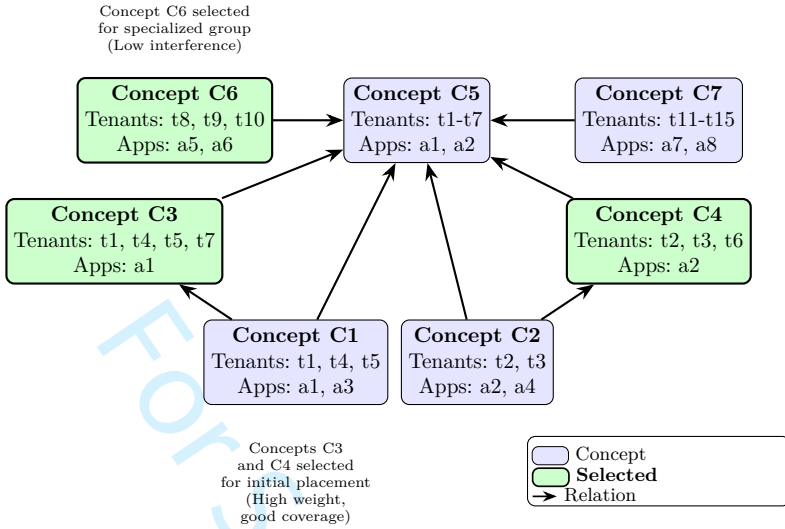 Concept C6 selected
for specialized group
(Low interference)
Concept C6
Tenants: t8, t9, t10
Apps: a5, a6
Concept C5
Tenants: t1-t7
Apps: a1, a2
Concept C7
Tenants: t11-t15
Apps: a7, a8
Concept C3
Tenants: t1, t4, t5, t7
Apps: a1
Concept C4
Tenants: t2, t3, t6
Apps: a2
Concept C1
Tenants: t1, t4, t5
Apps: a1, a3
Concept C2
Tenants: t2, t3
Apps: a2, a4
Concepts C3
and C4 selected
for initial placement
(High weight,
good coverage)
Concept
Selected
Relation
For